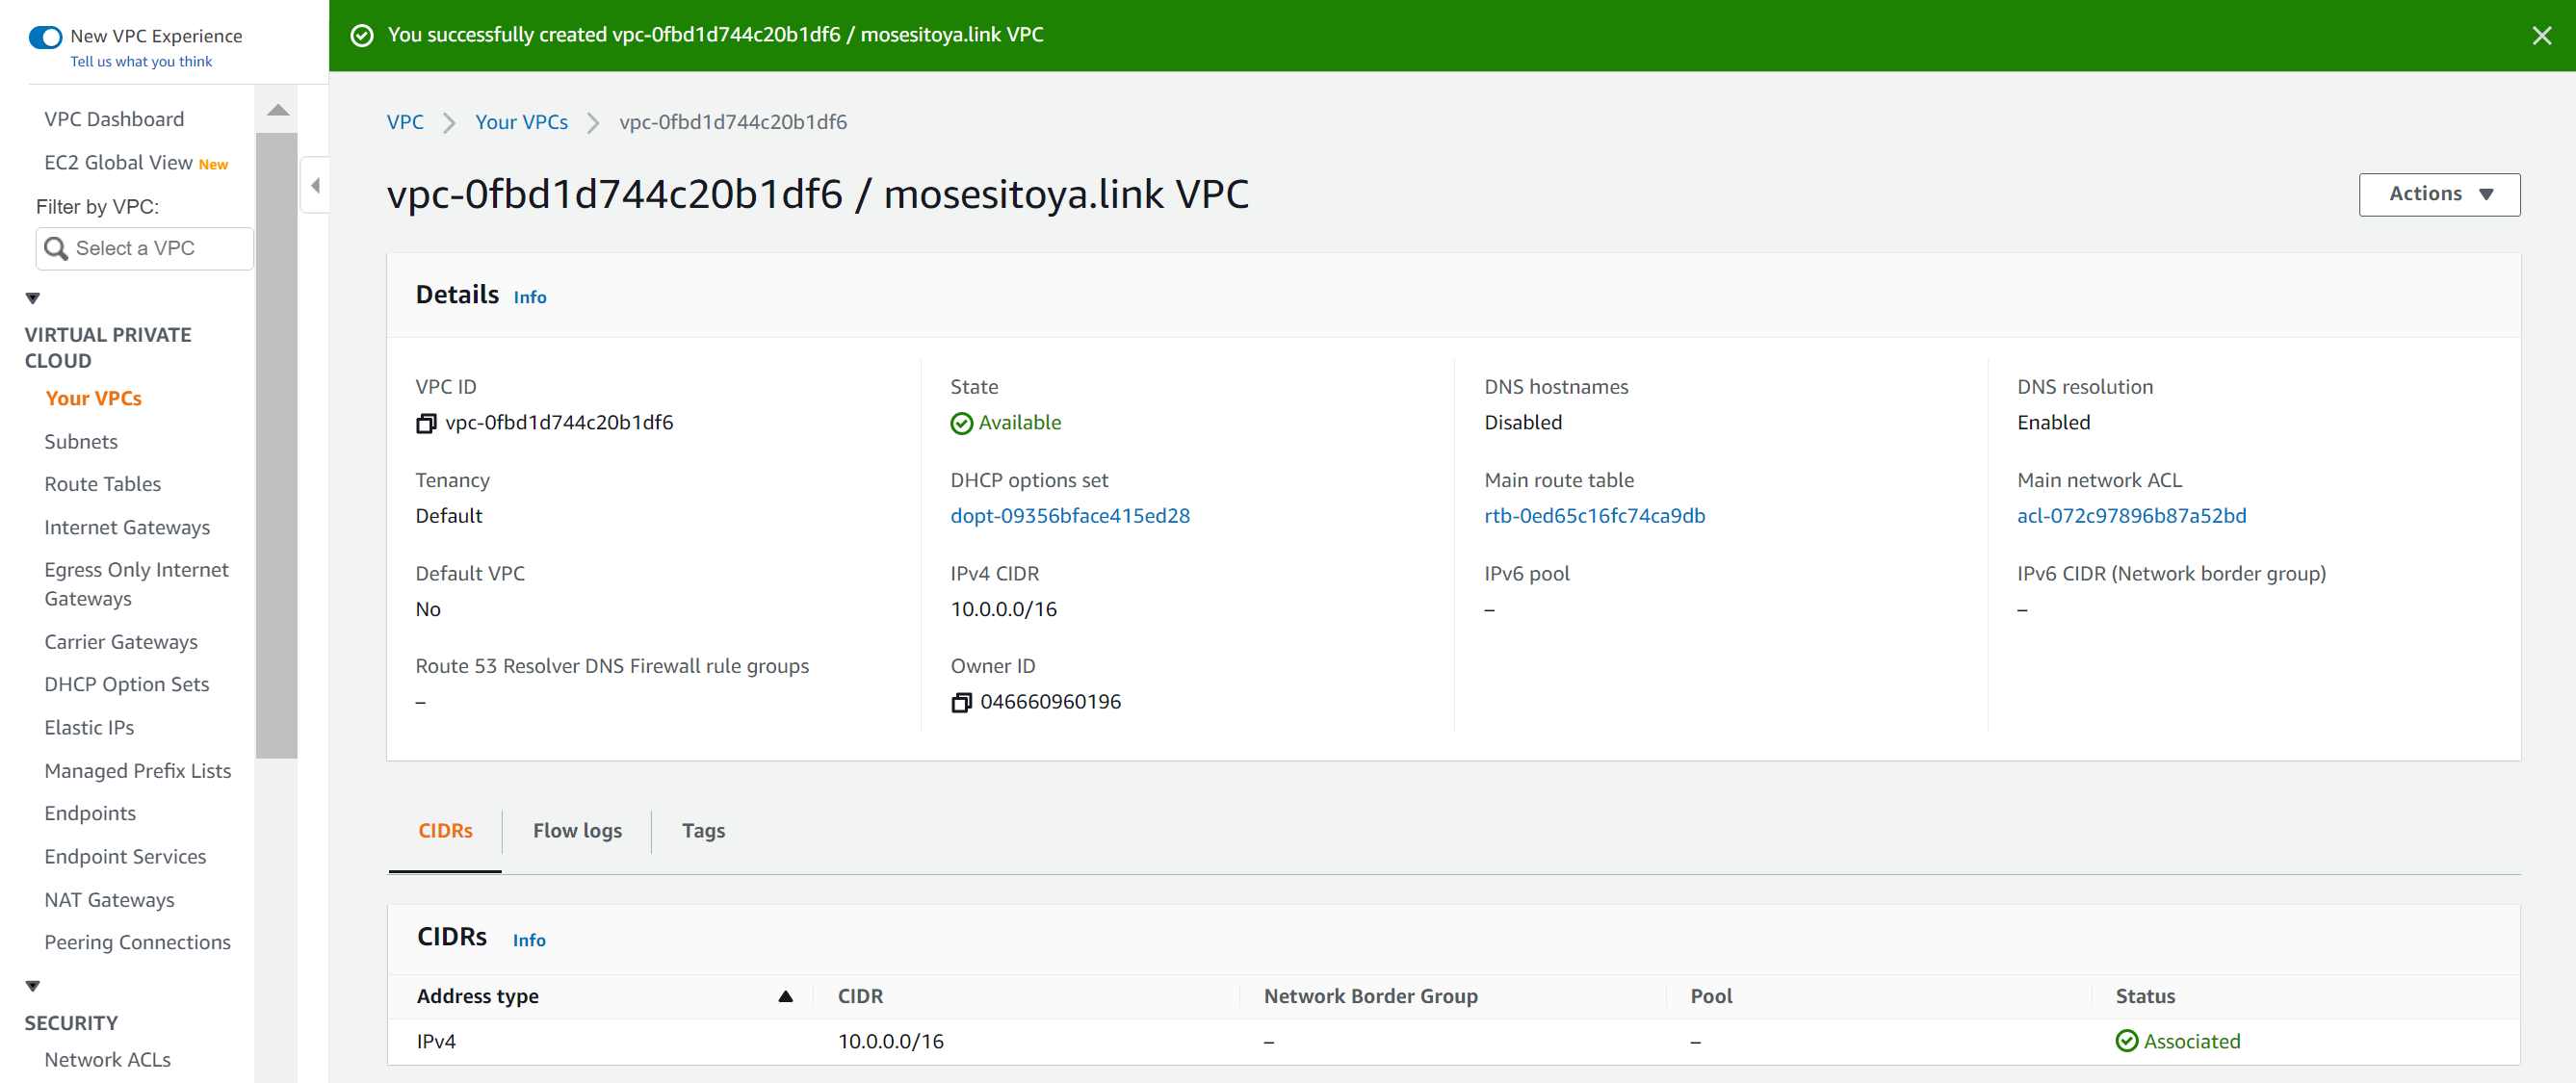 New VPC Experience
Tell us what you think
VPC Dashboard
EC2 Global View New
Filter by VPC:
Select a VPC
VIRTUAL PRIVATE
CLOUD
Your VPCs
Subnets
Route Tables
Internet Gateways
Egress Only Internet
Gateways
Carrier Gateways
DHCP Option Sets
Elastic IPs
Managed Prefix Lists
Endpoints
Endpoint Services
NAT Gateways
Peering Connections
SECURITY
Network ACLs
You successfully created vpc-0fbd1d744c20b1df6 / mosesitoya.link VPC
VPC Your VPCs vpc-0fbd1d744c20b1df6
vpc-0fbd1d744c20b1df6 / mosesitoya.link VPC
Actions
Details Info
VPC ID State DNS hostnames DNS resolution
vpc-0fbd1d744c20b1df6 Available Disabled Enabled
Tenancy DHCP options set Main route table Main network ACL
Default dopt-09356bface415ed28 rtb-0ed65c16fc74ca9db acl-072c97896b87a52bd
Default VPC IPv4 CIDR IPv6 pool IPv6 CIDR (Network border group)
No 10.0.0.0/16 – –
Route 53 Resolver DNS Firewall rule groups Owner ID
– 046660960196
CIDRs Flow logs Tags
CIDRs Info
Address type CIDR Network Border Group Pool Status
IPv4 10.0.0.0/16 – – Associated